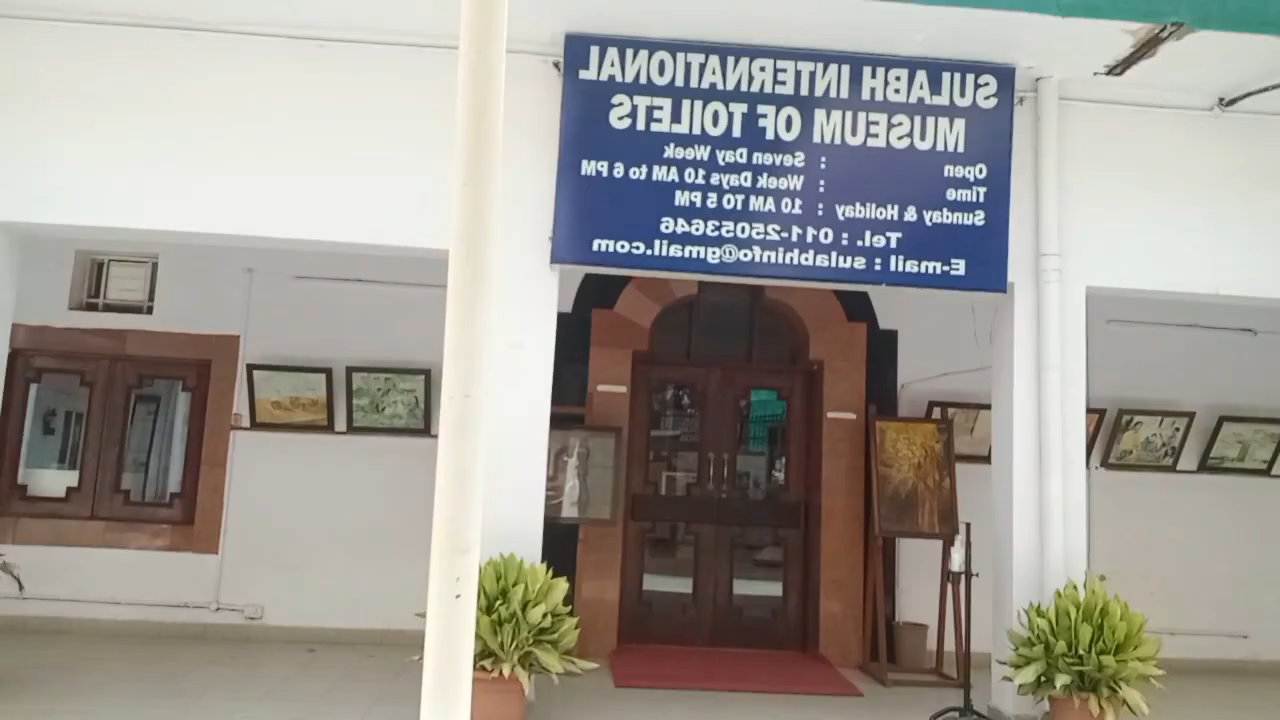 SULABH INTERNATIONAL
MUSEUM OF TOILETS
Open : Seven Day Week
Time : Week Days 10 AM to 6 PM
Sunday & Holiday : 10 AM TO 5 PM
Tel. : 011-25053646
E-mail : sulabhinfo@gmail.com